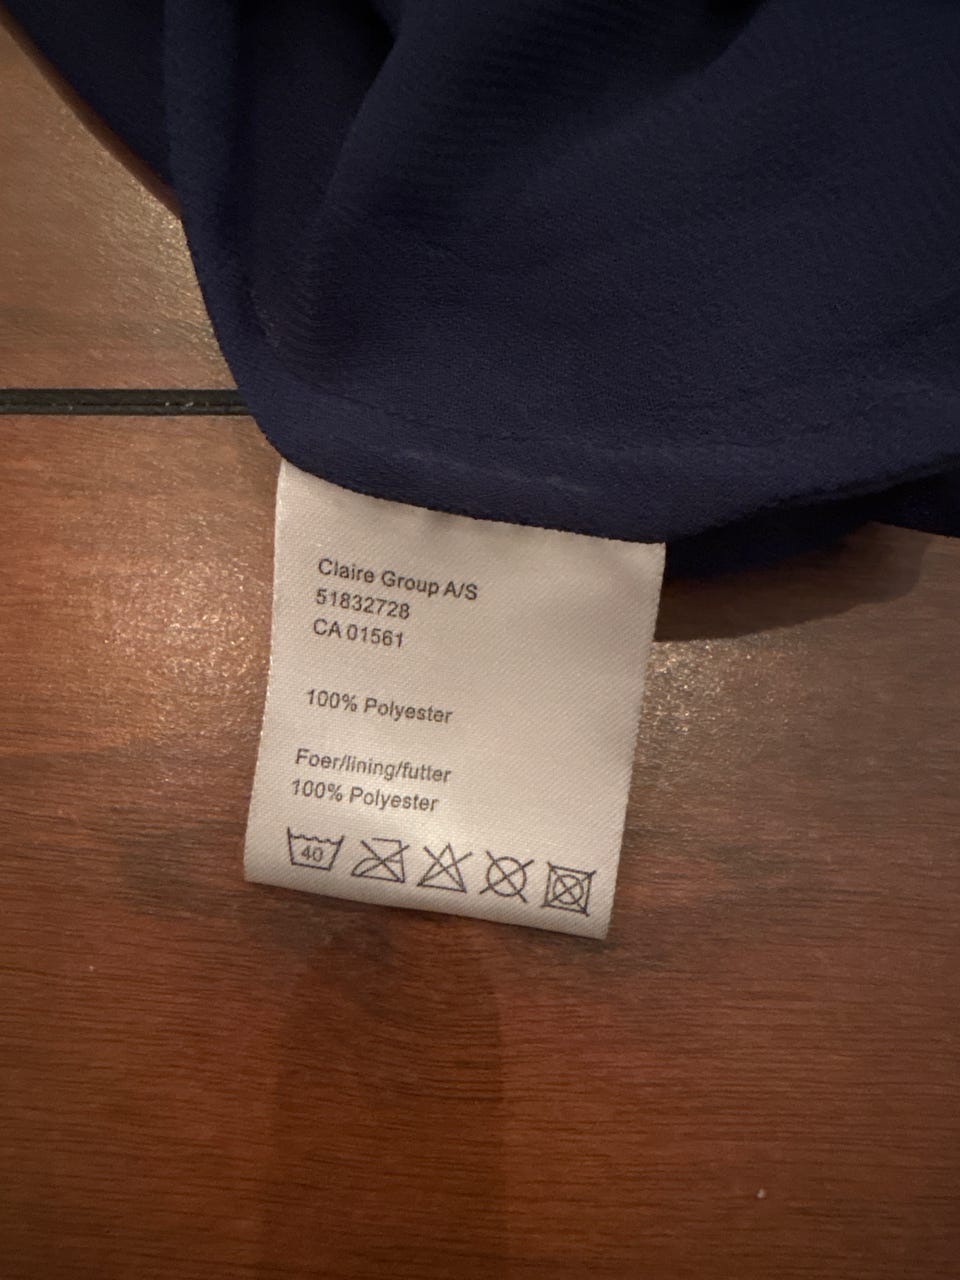 Claire Group A/S
51832728
CA 01561
100% Polyester
Foer/lining/futter
100% Polyester
40